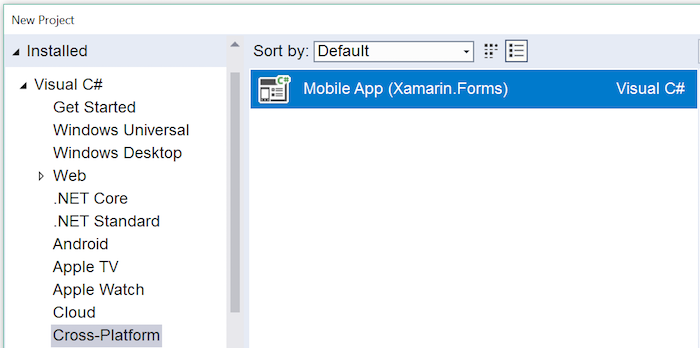 New Project
Installed
Sort by: Default
Visual C#
Get Started
Windows Universal
Windows Desktop
Web
.NET Core
.NET Standard
Android
Apple TV
Apple Watch
Cloud
Cross-Platform
C#
Mobile App (Xamarin.Forms) Visual C#